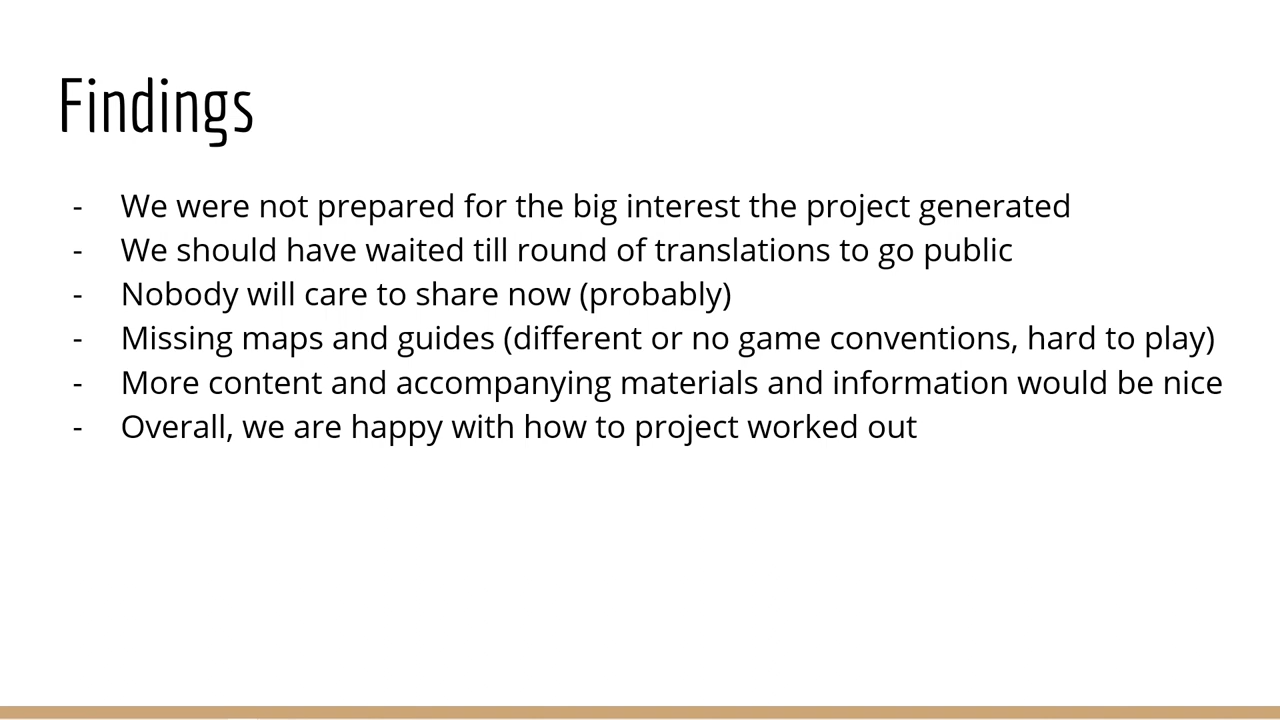 Findings
- We were not prepared for the big interest the project generated
- We should have waited till round of translations to go public
- Nobody will care to share now (probably)
- Missing maps and guides (different or no game conventions, hard to play)
- More content and accompanying materials and information would be nice
- Overall, we are happy with how to project worked out